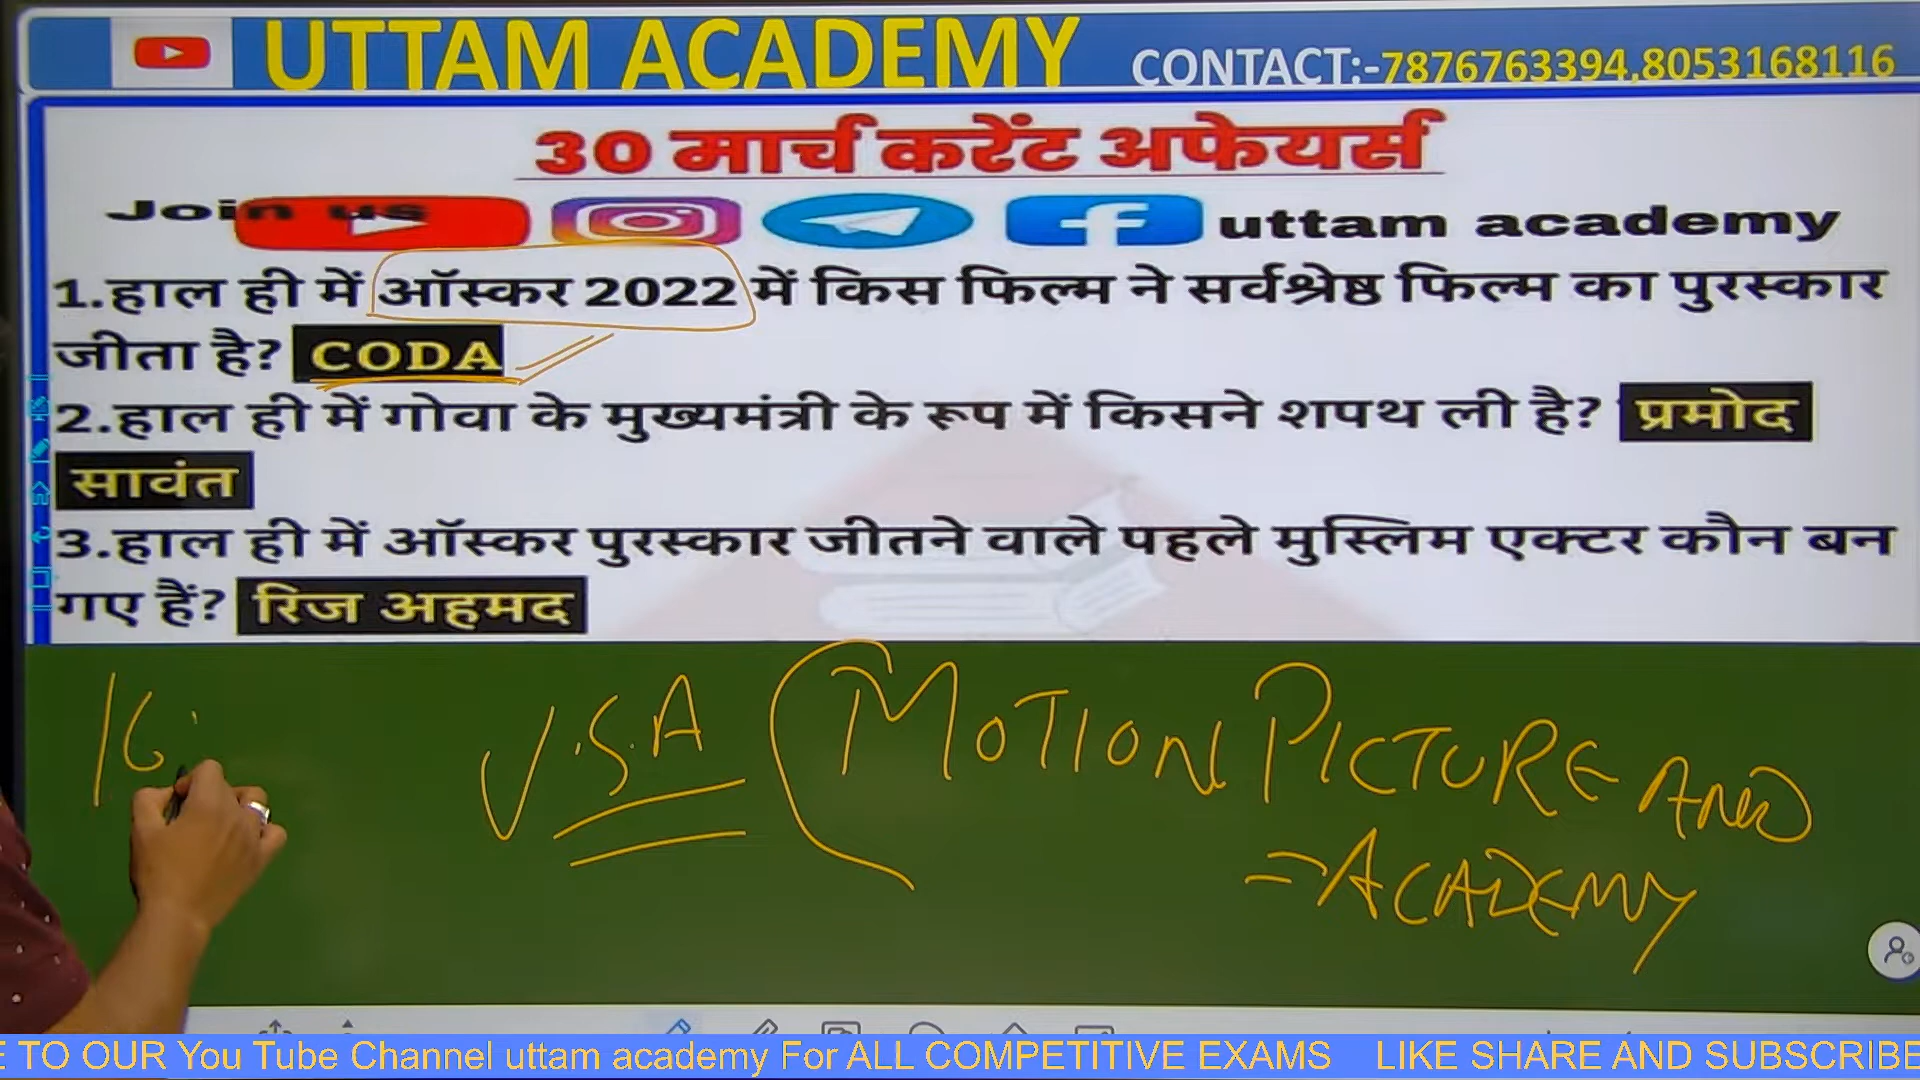 UTTAM ACADEMY CONTACT:-7876763394,8053168116
30 मार्च करेंट अफेयर्स
Join us uttam academy
1.हाल ही में ऑस्कर 2022 में किस फिल्म ने सर्वश्रेष्ठ फिल्म का पुरस्कार
जीता है? CODA
2.हाल ही में गोवा के मुख्यमंत्री के रूप में किसने शपथ ली है? प्रमोद
सावंत
3.हाल ही में ऑस्कर पुरस्कार जीतने वाले पहले मुस्लिम एक्टर कौन बन
गए हैं? रिज अहमद
U.S.A (MOTION PICTURE AND
=ACADEMY
E TO OUR You Tube Channel uttam academy For ALL COMPETITIVE EXAMS LIKE SHARE AND SUBSCRIBE